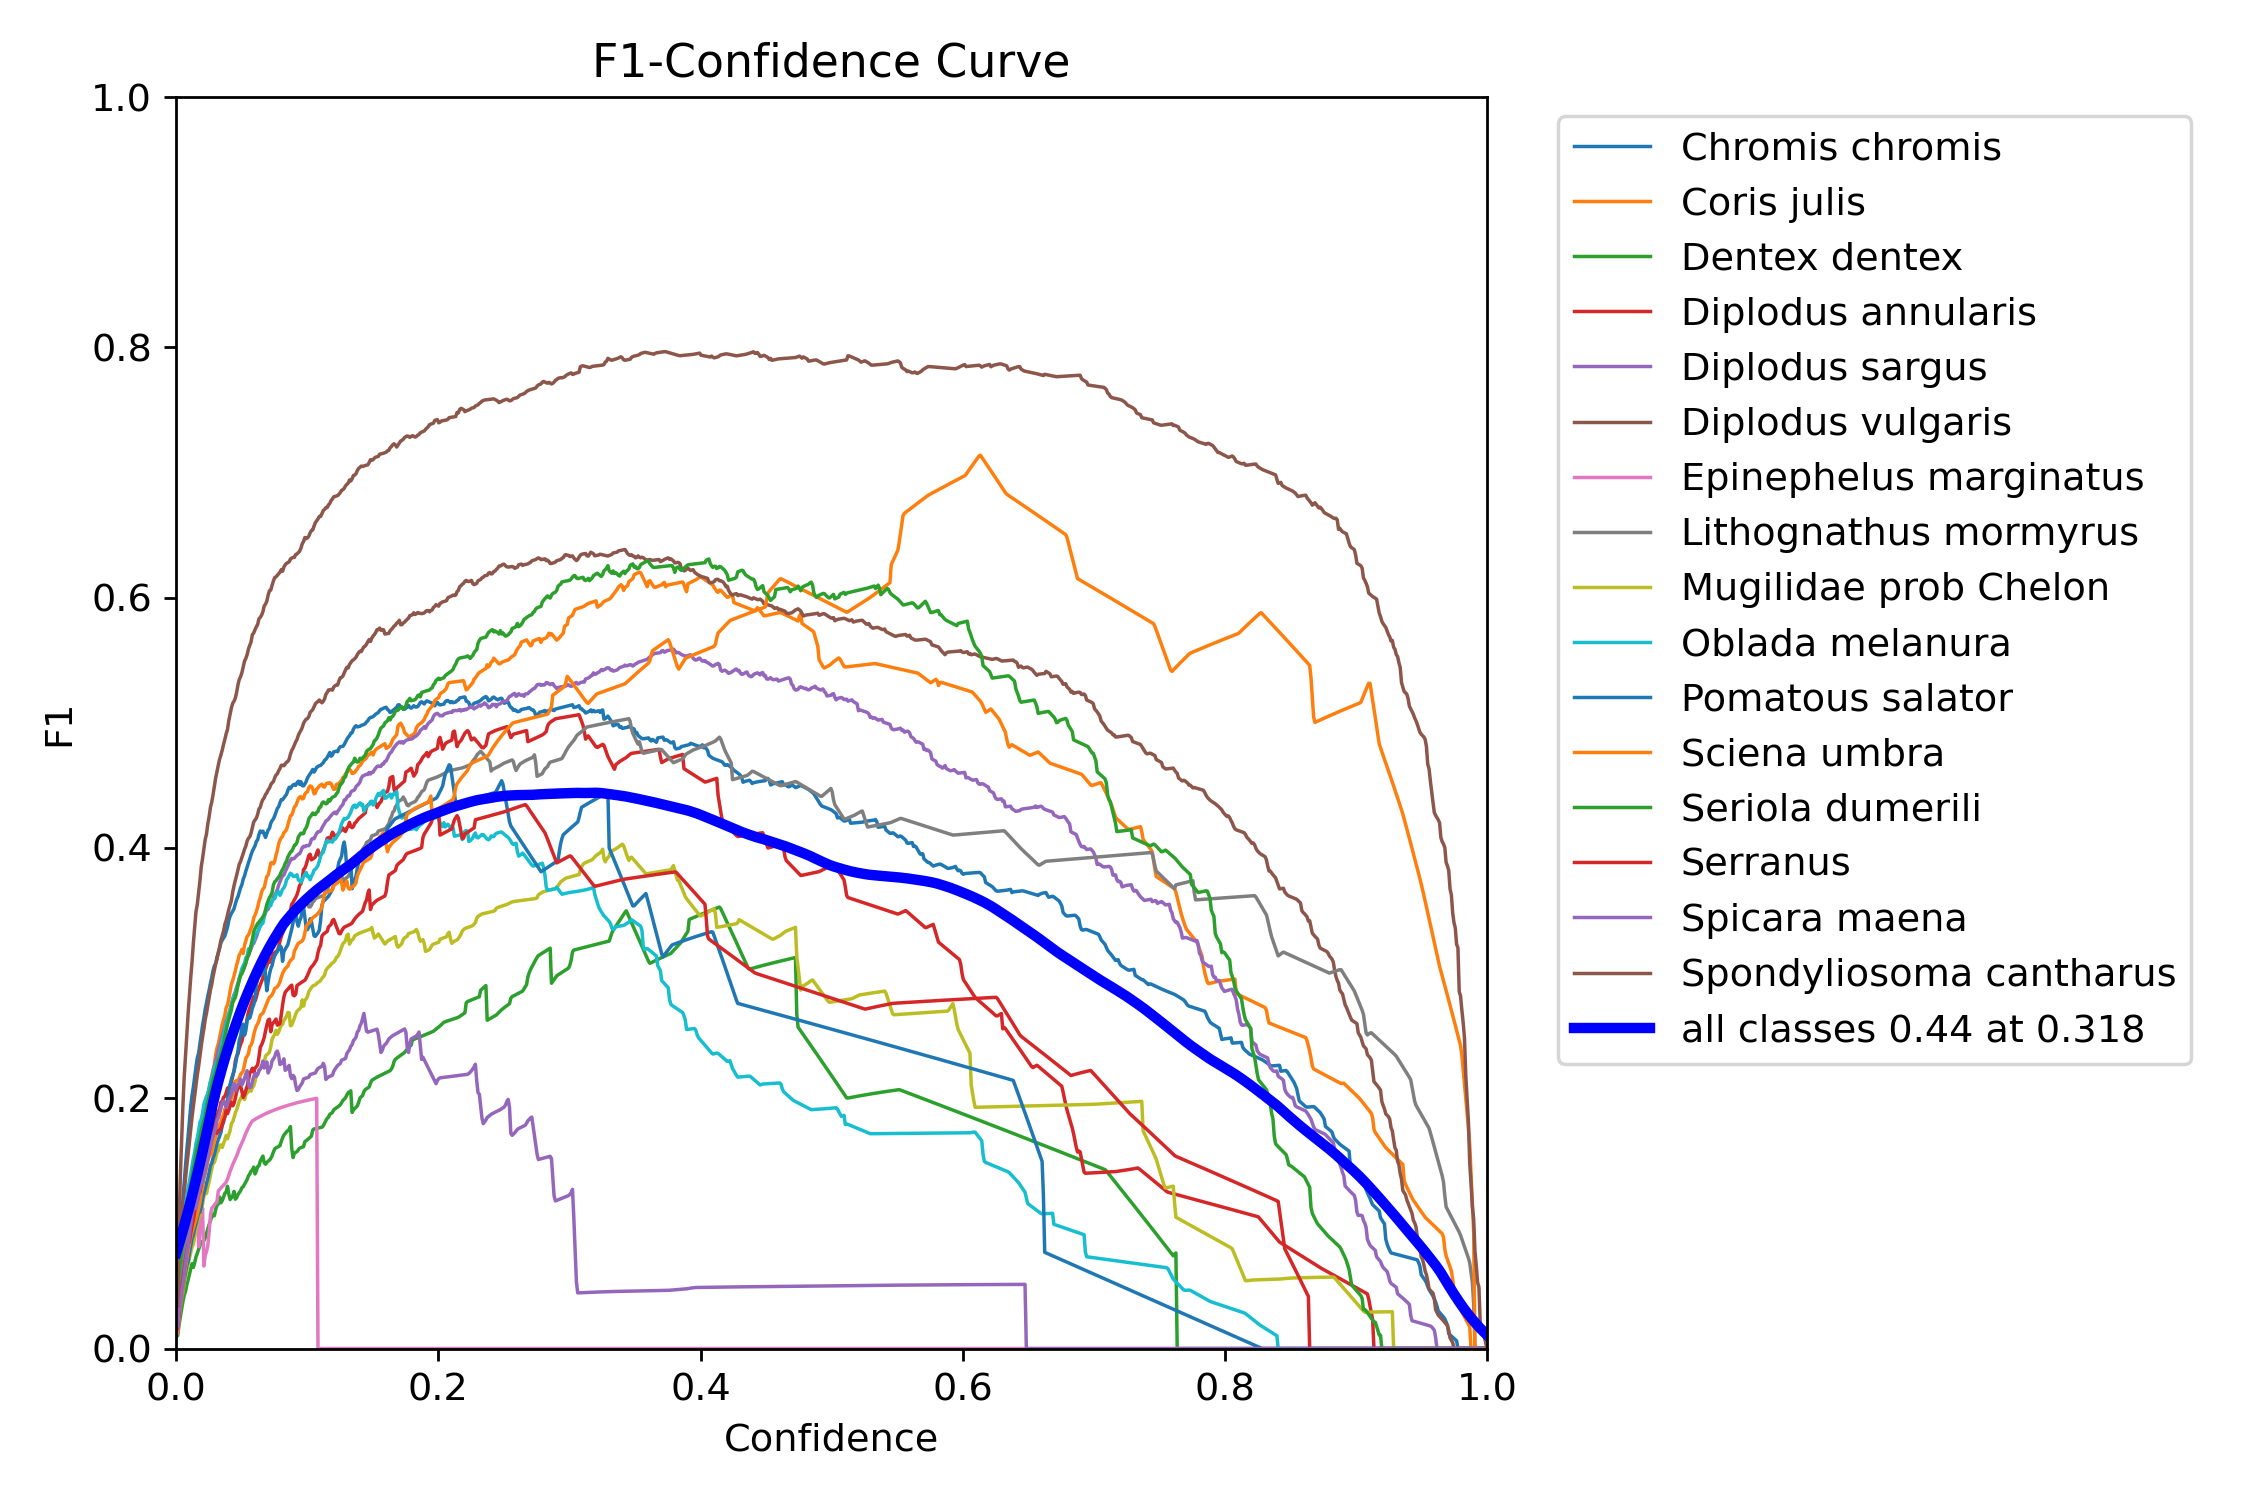 F1-Confidence Curve
1.0
0.8
0.6
0.4
0.2
0.0
F1
0.0 0.2 0.4 0.6 0.8 1.0
Confidence
Chromis chromis
Coris julis
Dentex dentex
Diplodus annularis
Diplodus sargus
Diplodus vulgaris
Epinephelus marginatus
Lithognathus mormyrus
Mugilidae prob Chelon
Oblada melanura
Pomatous salator
Sciena umbra
Seriola dumerili
Serranus
Spicara maena
Spondyliosoma cantharus
all classes 0.44 at 0.318